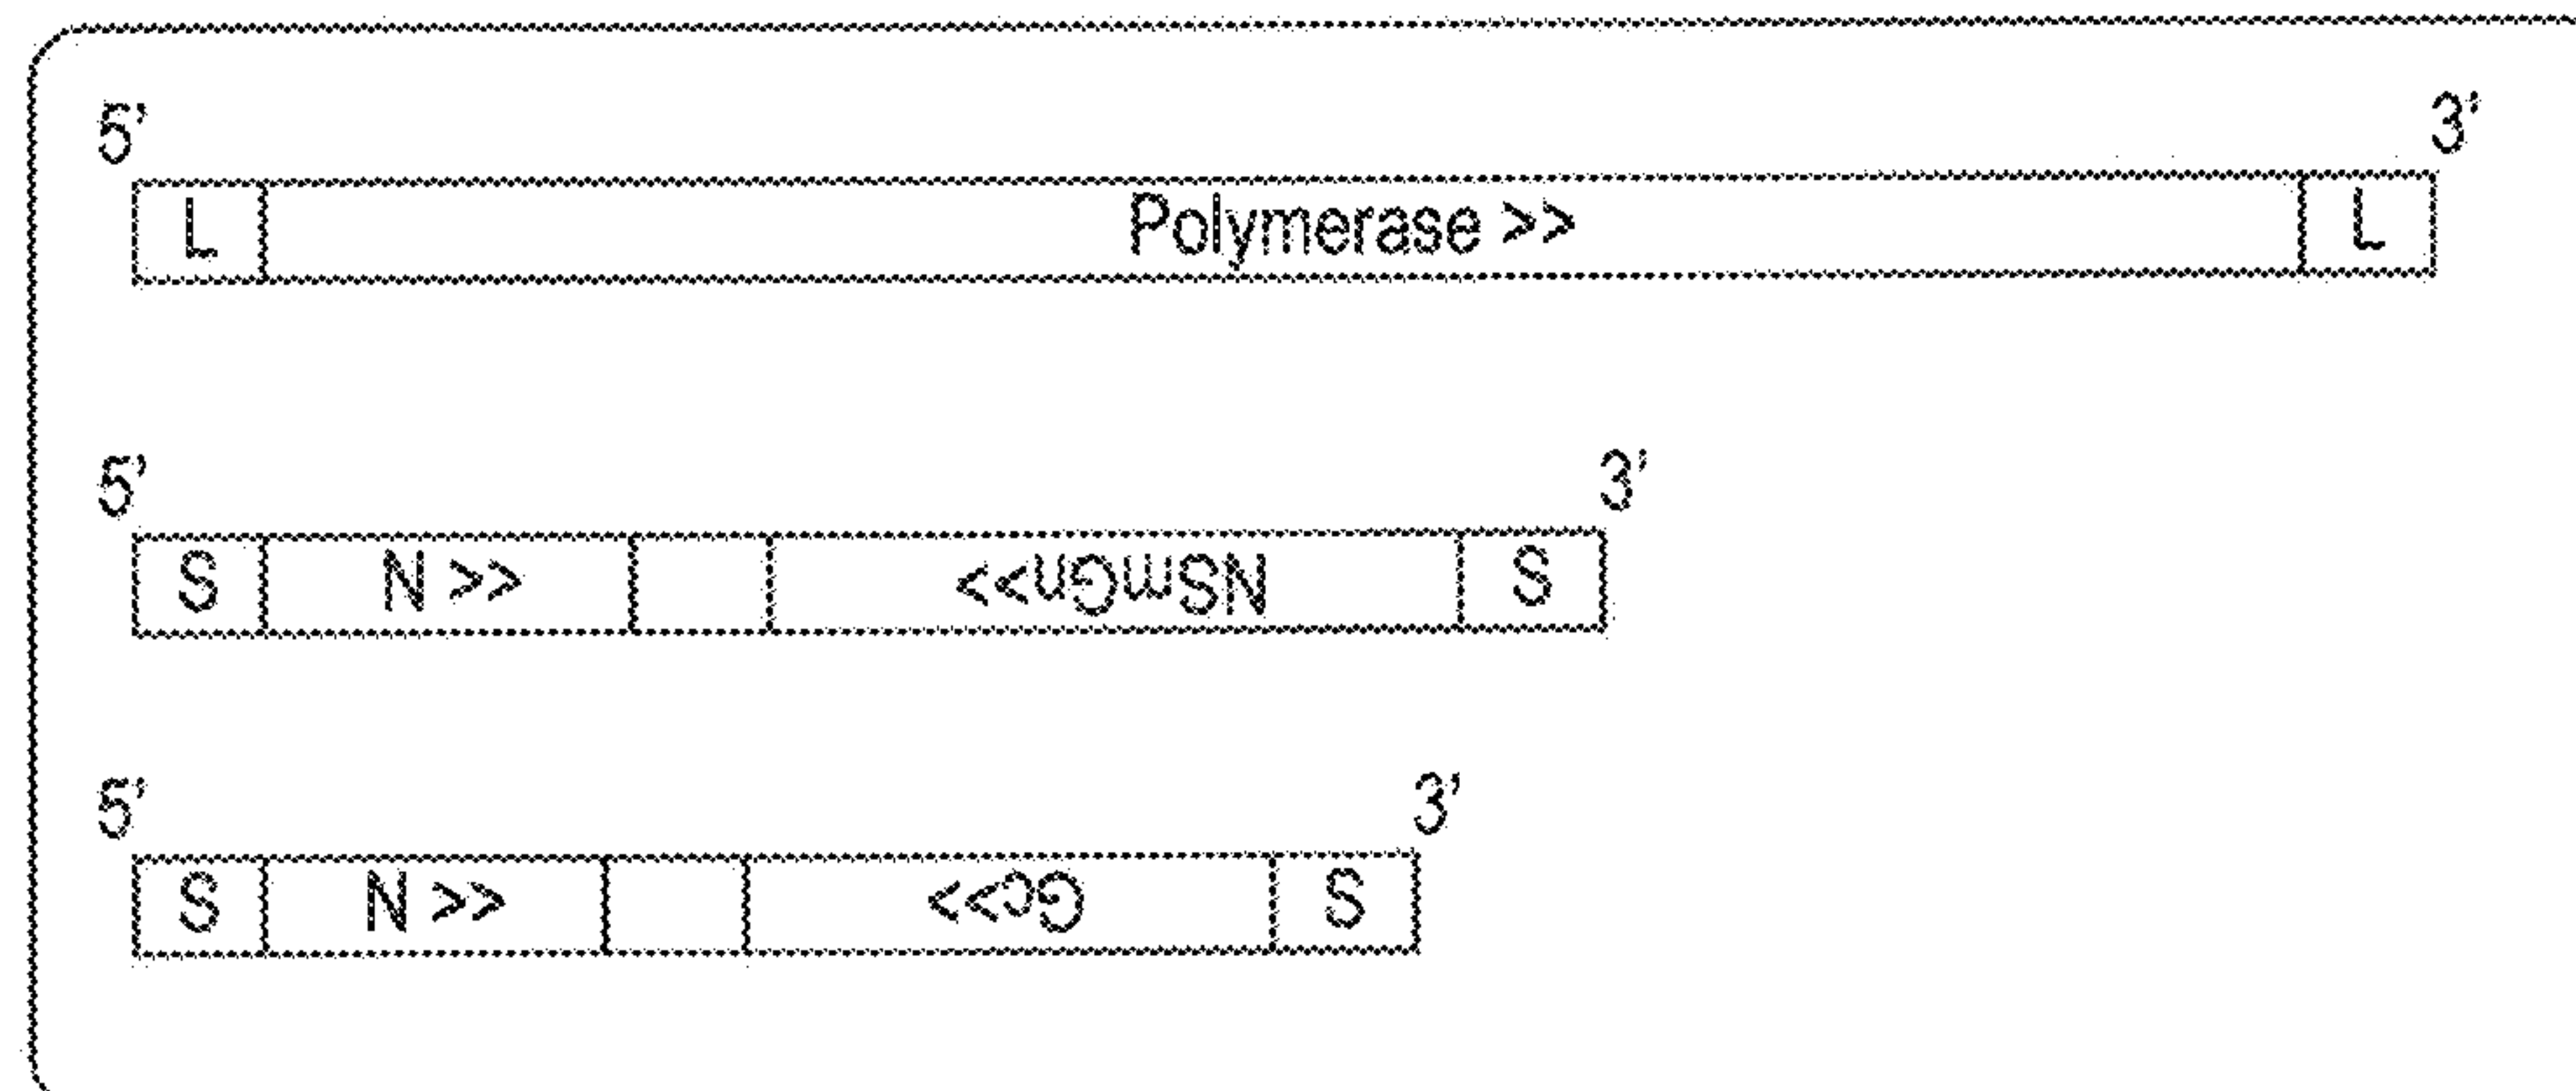 5' 3'
L Polymerase >> L
5' 3'
S N >> NSmGn>> S
5' 3'
S N >> Gc>> S